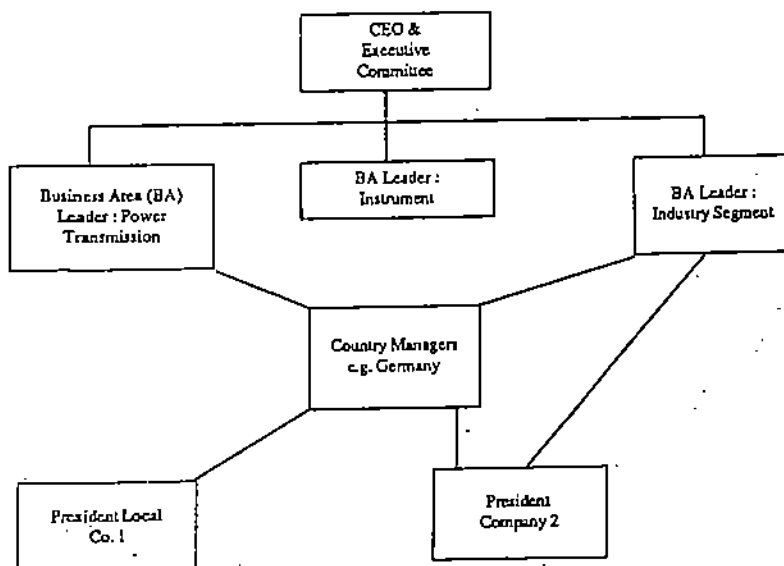 CEO &
Executive
Committee
Business Area (BA)
Leader : Power
Transmission
BA Leader :
Instrument
BA Leader :
Industry Segment
Country Managers
e.g. Germany
President Local
Co. 1
President
Company 2